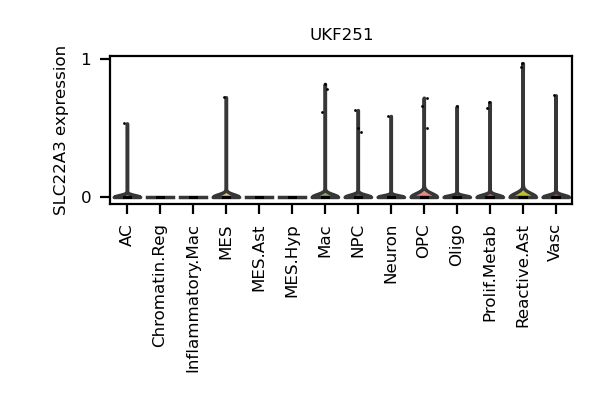 UKF251
SLC22A3 expression
1
0
AC
Chromatin.Reg
Inflammatory.Mac
MES
MES.Ast
MES.Hyp
Mac
NPC
Neuron
OPC
Oligo
Prolif.Metab
Reactive.Ast
Vasc